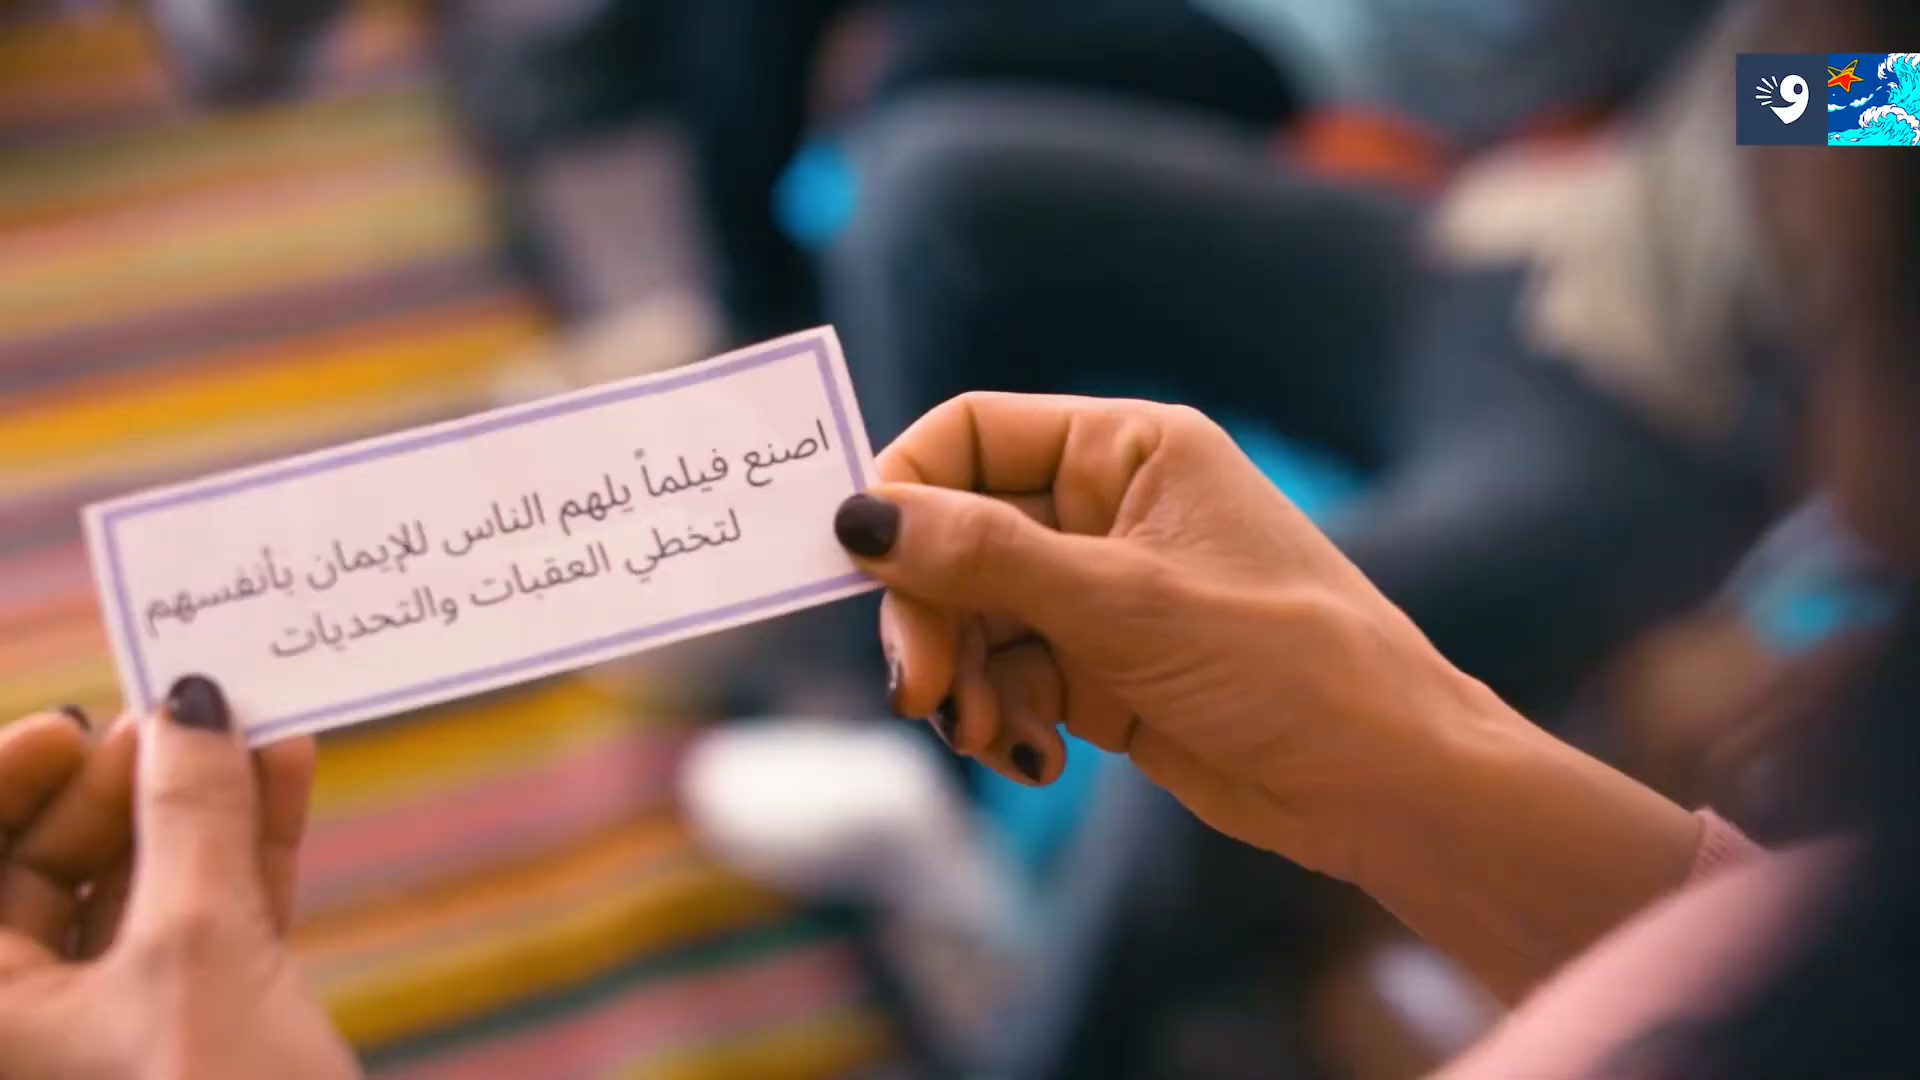 اصنع فيلماً يلهم الناس للإيمان بأنفسهم
لتخطي العقبات والتحديات